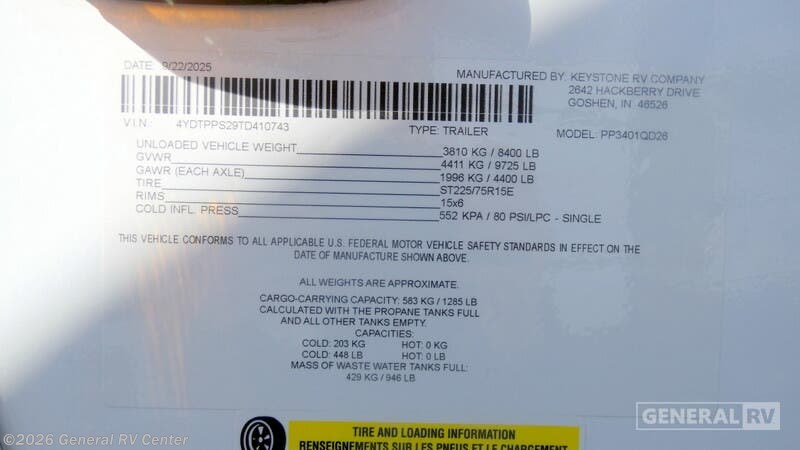 DATE: 9/22/2025
MANUFACTURED BY: KEYSTONE RV COMPANY
2642 HACKBERRY DRIVE
GOSHEN, IN 46526
V.I.N.: 4YDTPPS29TD410743 TYPE: TRAILER MODEL: PP3401QD26
UNLOADED VEHICLE WEIGHT 3810 KG / 8400 LB
GVWR 4411 KG / 9725 LB
GAWR (EACH AXLE) 1996 KG / 4400 LB
TIRE ST225/75R15E
RIMS 15x6
COLD INFL. PRESS 552 KPA / 80 PSI/LPC - SINGLE
THIS VEHICLE CONFORMS TO ALL APPLICABLE U.S. FEDERAL MOTOR VEHICLE SAFETY STANDARDS IN EFFECT ON THE
DATE OF MANUFACTURE SHOWN ABOVE.
ALL WEIGHTS ARE APPROXIMATE.
CARGO-CARRYING CAPACITY: 583 KG / 1285 LB
CALCULATED WITH THE PROPANE TANKS FULL
AND ALL OTHER TANKS EMPTY.
CAPACITIES:
COLD: 203 KG HOT: 0 KG
COLD: 448 LB HOT: 0 LB
MASS OF WASTE WATER TANKS FULL:
429 KG / 946 LB
TIRE AND LOADING INFORMATION
RENSEIGNEMENTS SUR LES PNEUS ET LE CHARGEMENT
GENERAL RV
©2026 General RV Center